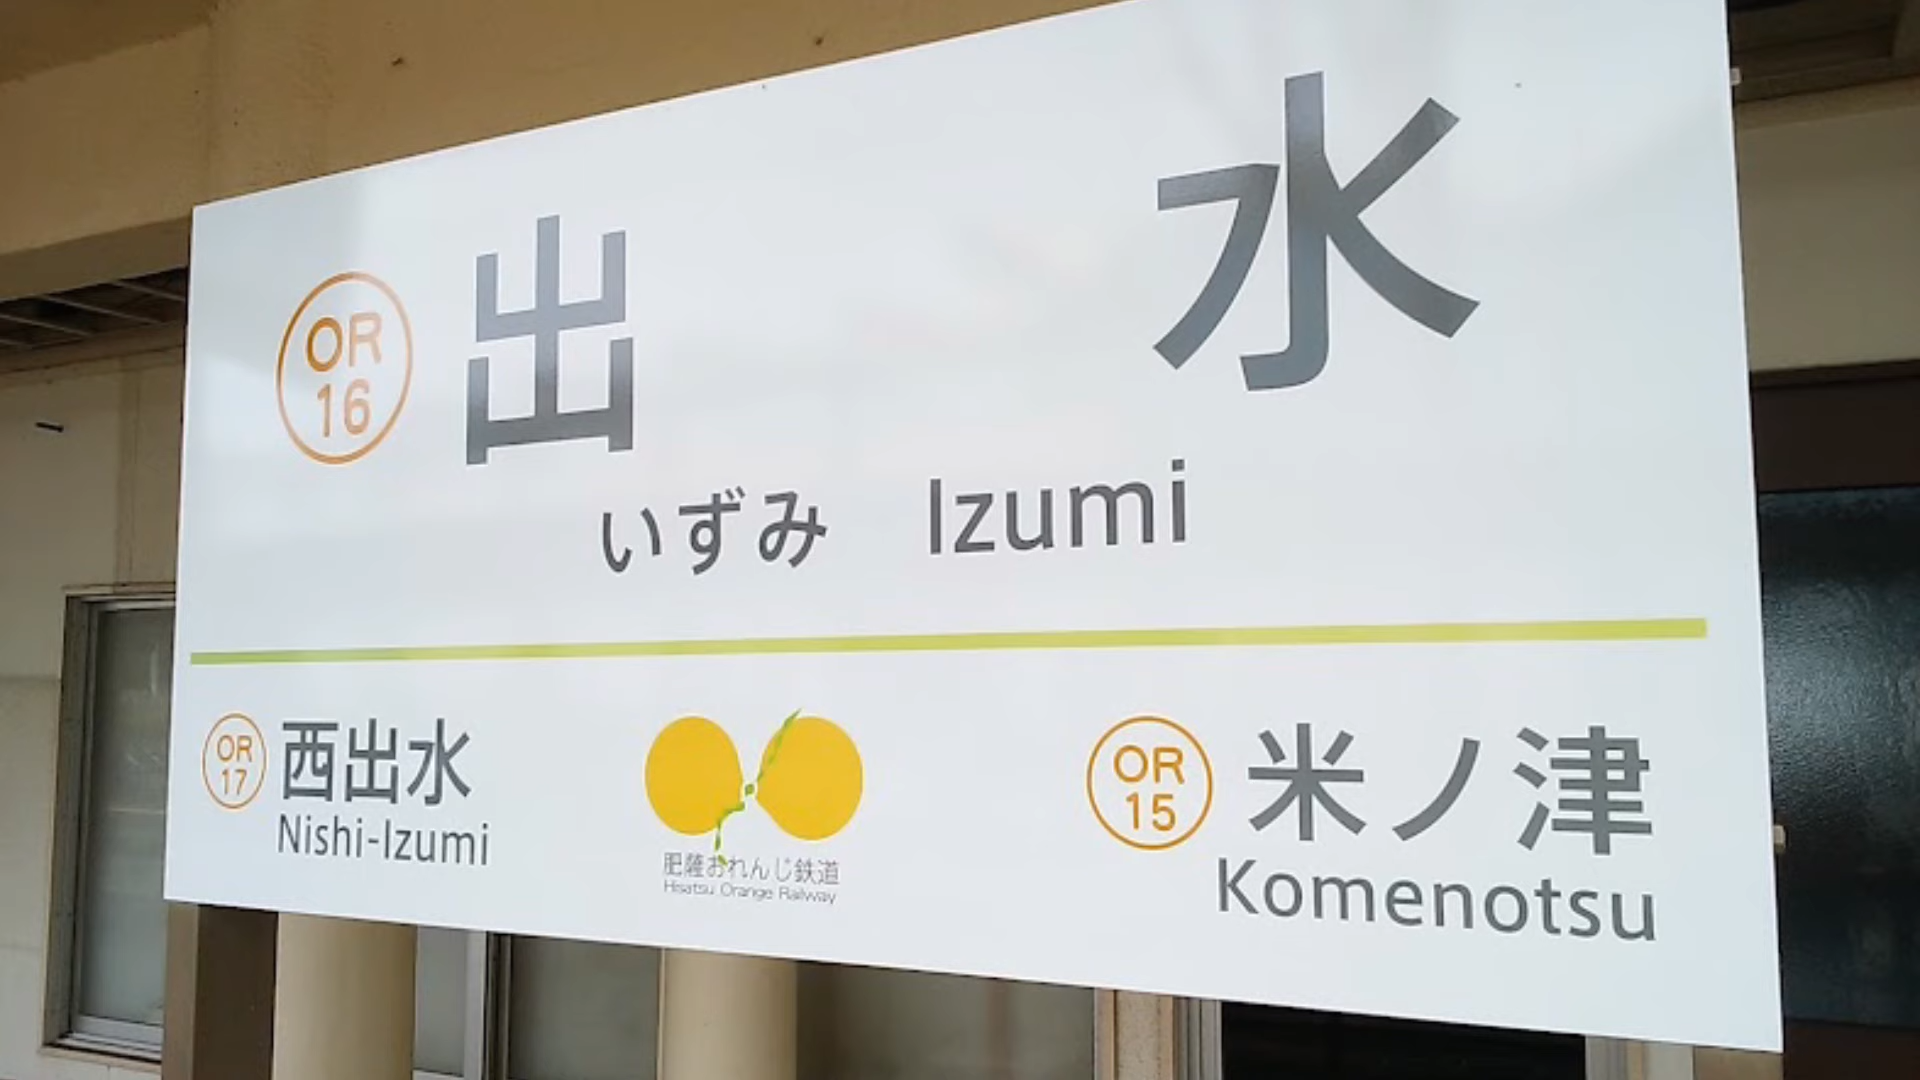 OR
16
出水
いずみ Izumi
OR
17
西出水
Nishi-Izumi
肥薩おれんじ鉄道
Hisatsu Orange Railway
OR
15
米ノ津
Komenotsu